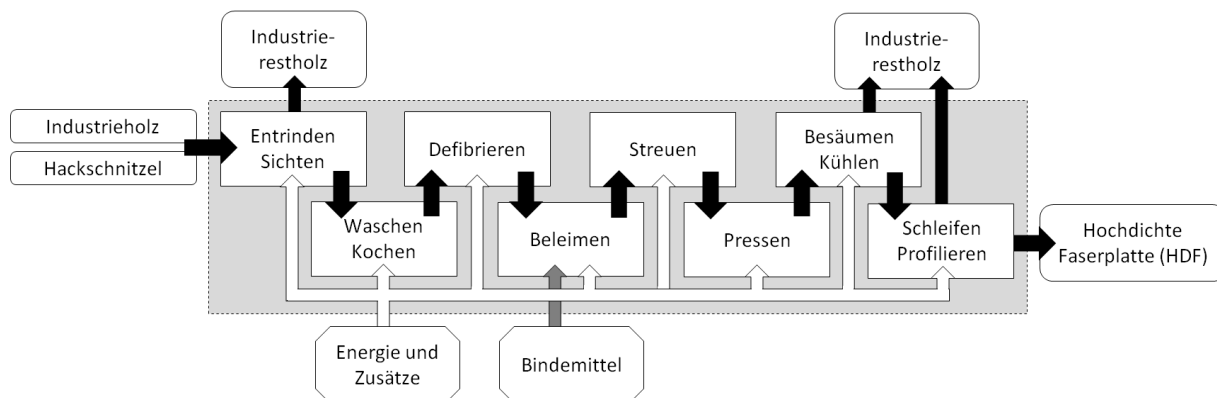 Industrie-
restholz
Industrie-
restholz
Industrieholz
Hackschnitzel
Entrinden
Sichten
Defibrieren
Streuen
Besäumen
Kühlen
Waschen
Kochen
Beleimen
Pressen
Schleifen
Profilieren
Hochdichte
Faserplatte (HDF)
Energie und
Zusätze
Bindemittel